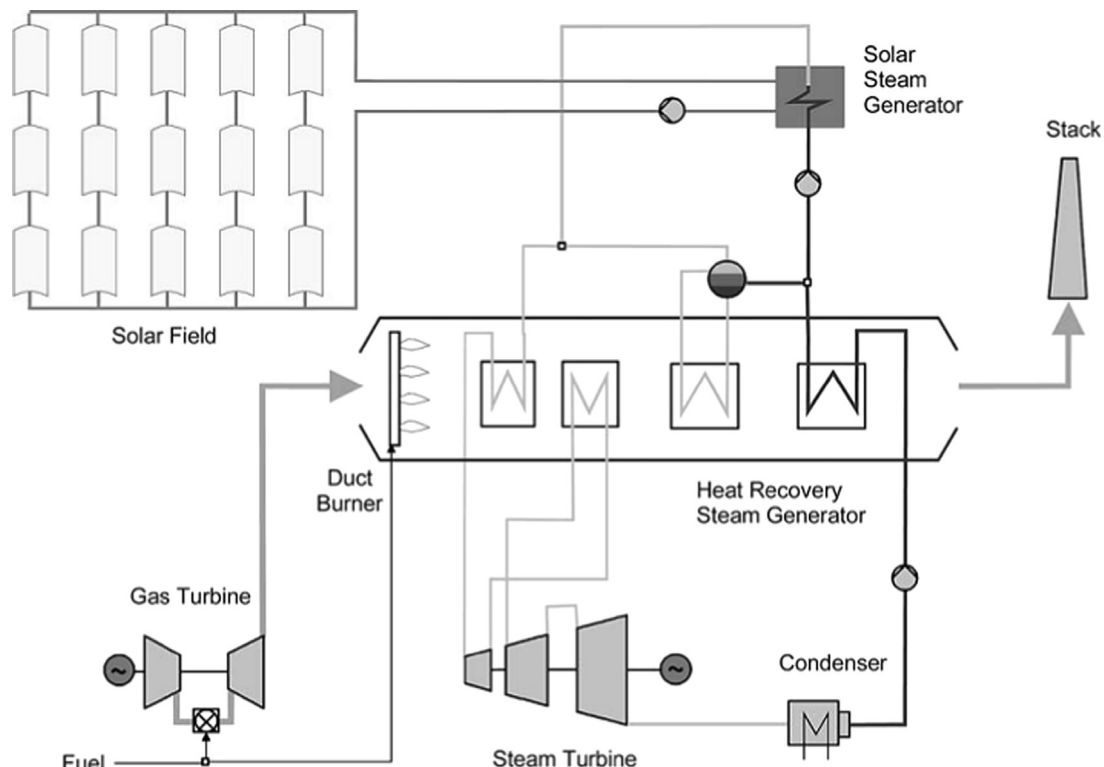 Solar
Steam
Generator
Stack
Solar Field
Duct
Burner
Heat Recovery
Steam Generator
Gas Turbine
Condenser
Steam Turbine
Fuel